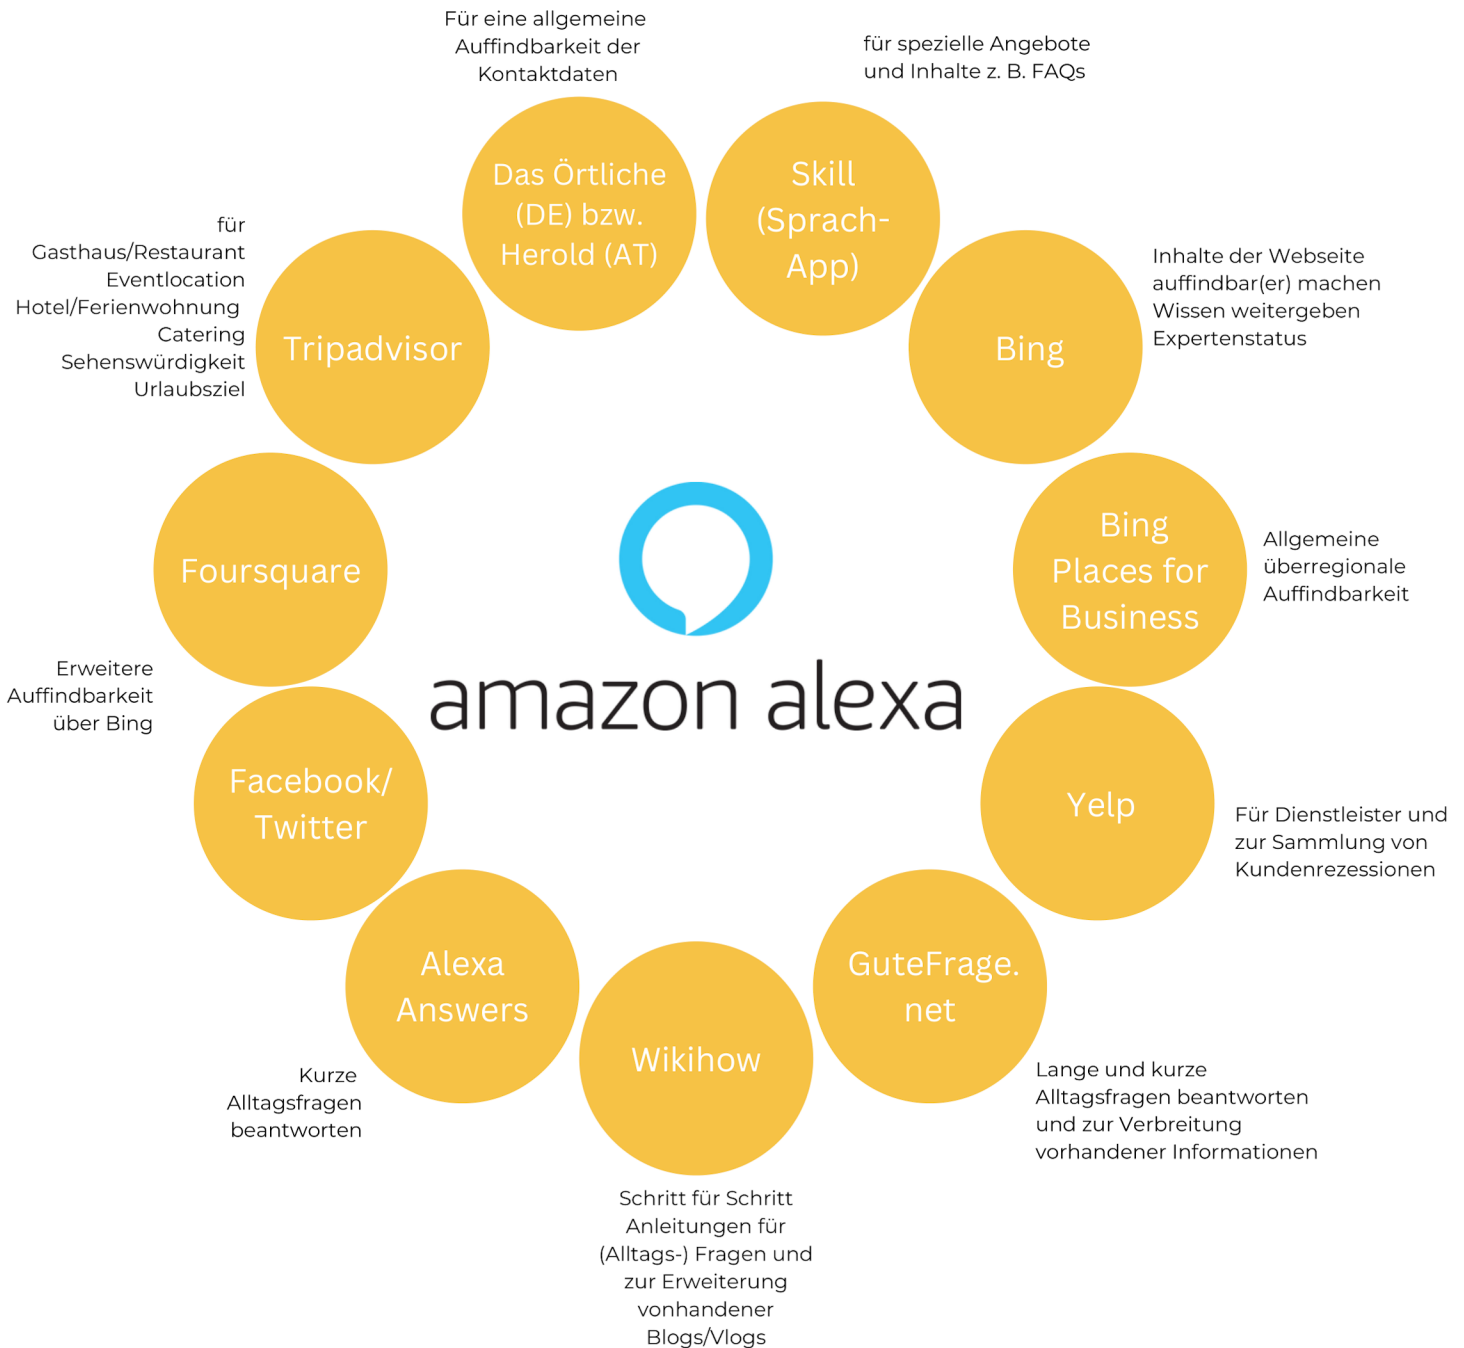 Für eine allgemeine
Auffindbarkeit der
Kontaktdaten
Das Örtliche
(DE) bzw.
Herold (AT)
für spezielle Angebote
und Inhalte z. B. FAQs
Skill
(Sprach-
App)
Inhalte der Webseite
auffindbar(er) machen
Wissen weitergeben
Expertenstatus
Bing
Bing
Places for
Business
Allgemeine
überregionale
Auffindbarkeit
Yelp
Für Dienstleister und
zur Sammlung von
Kundenrezessionen
GuteFrage.
net
Lange und kurze
Alltagsfragen beantworten
und zur Verbreitung
vorhandener Informationen
Wikihow
Schritt für Schritt
Anleitungen für
(Alltags-) Fragen und
zur Erweiterung
vonhandener
Blogs/Vlogs
Alexa
Answers
Kurze
Alltagsfragen
beantworten
Facebook/
Twitter
Erweitere
Auffindbarkeit
über Bing
Foursquare
Tripadvisor
für
Gasthaus/Restaurant
Eventlocation
Hotel/Ferienwohnung
Catering
Sehenswürdigkeit
Urlaubsziel
amazon alexa